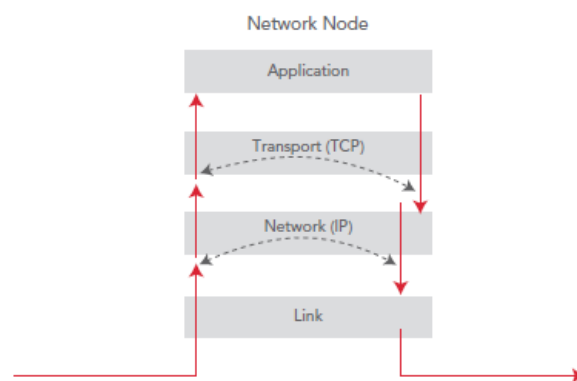 Network Node
Application
Transport (TCP)
Network (IP)
Link